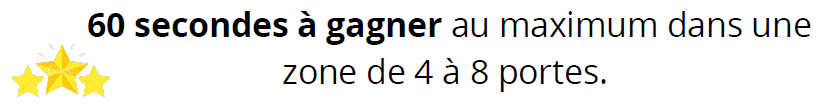 60 secondes à gagner au maximum dans une
zone de 4 à 8 portes.